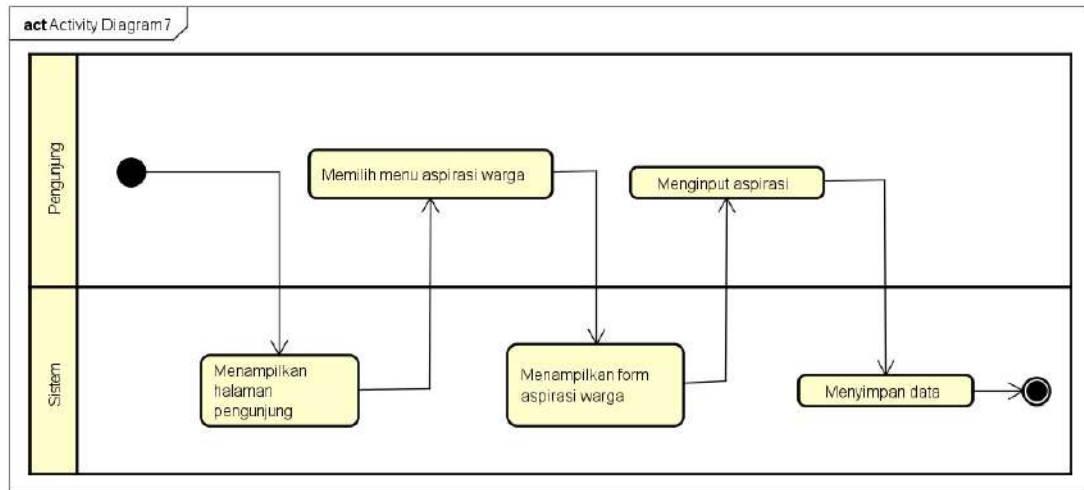 act Activity Diagram7
Pengunjung
Memilih menu aspirasi warga
Menginput aspirasi
Sistem
Menampilkan
halaman
pengunjung
Menampilkan form
aspirasi warga
Menyimpan data